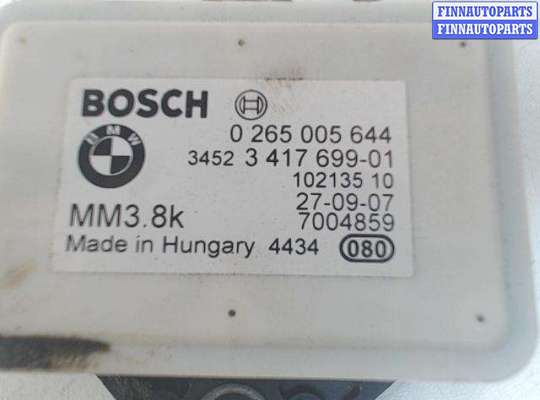 FINNAUTOPARTS
FINNAUTOPARTS
BOSCH
BMW
0 265 005 644
3452 3 417 699-01
102135 10
27-09-07
MM3.8k 7004859
Made in Hungary 4434 080